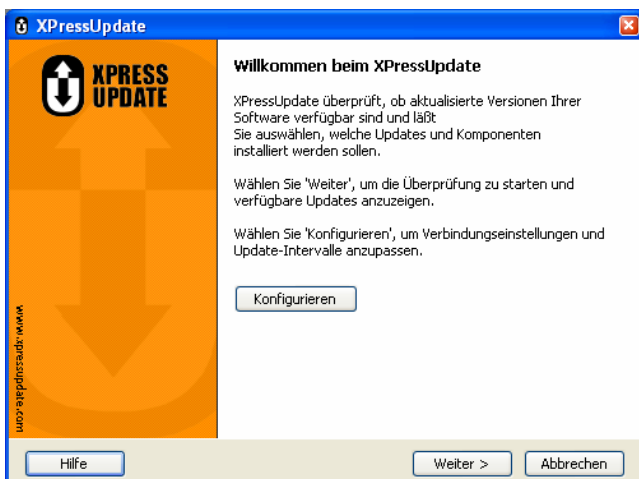 XPressUpdate
XPRESS
UPDATE
Willkommen beim XPressUpdate
XPressUpdate überprüft, ob aktualisierte Versionen Ihrer
Software verfügbar sind und läßt
Sie auswählen, welche Updates und Komponenten
installiert werden sollen.
Wählen Sie 'Weiter', um die Überprüfung zu starten und
verfügbare Updates anzuzeigen.
Wählen Sie 'Konfigurieren', um Verbindungseinstellungen und
Update-Intervalle anzupassen.
Konfigurieren
www.xpressupdate.com
Hilfe
Weiter >
Abbrechen